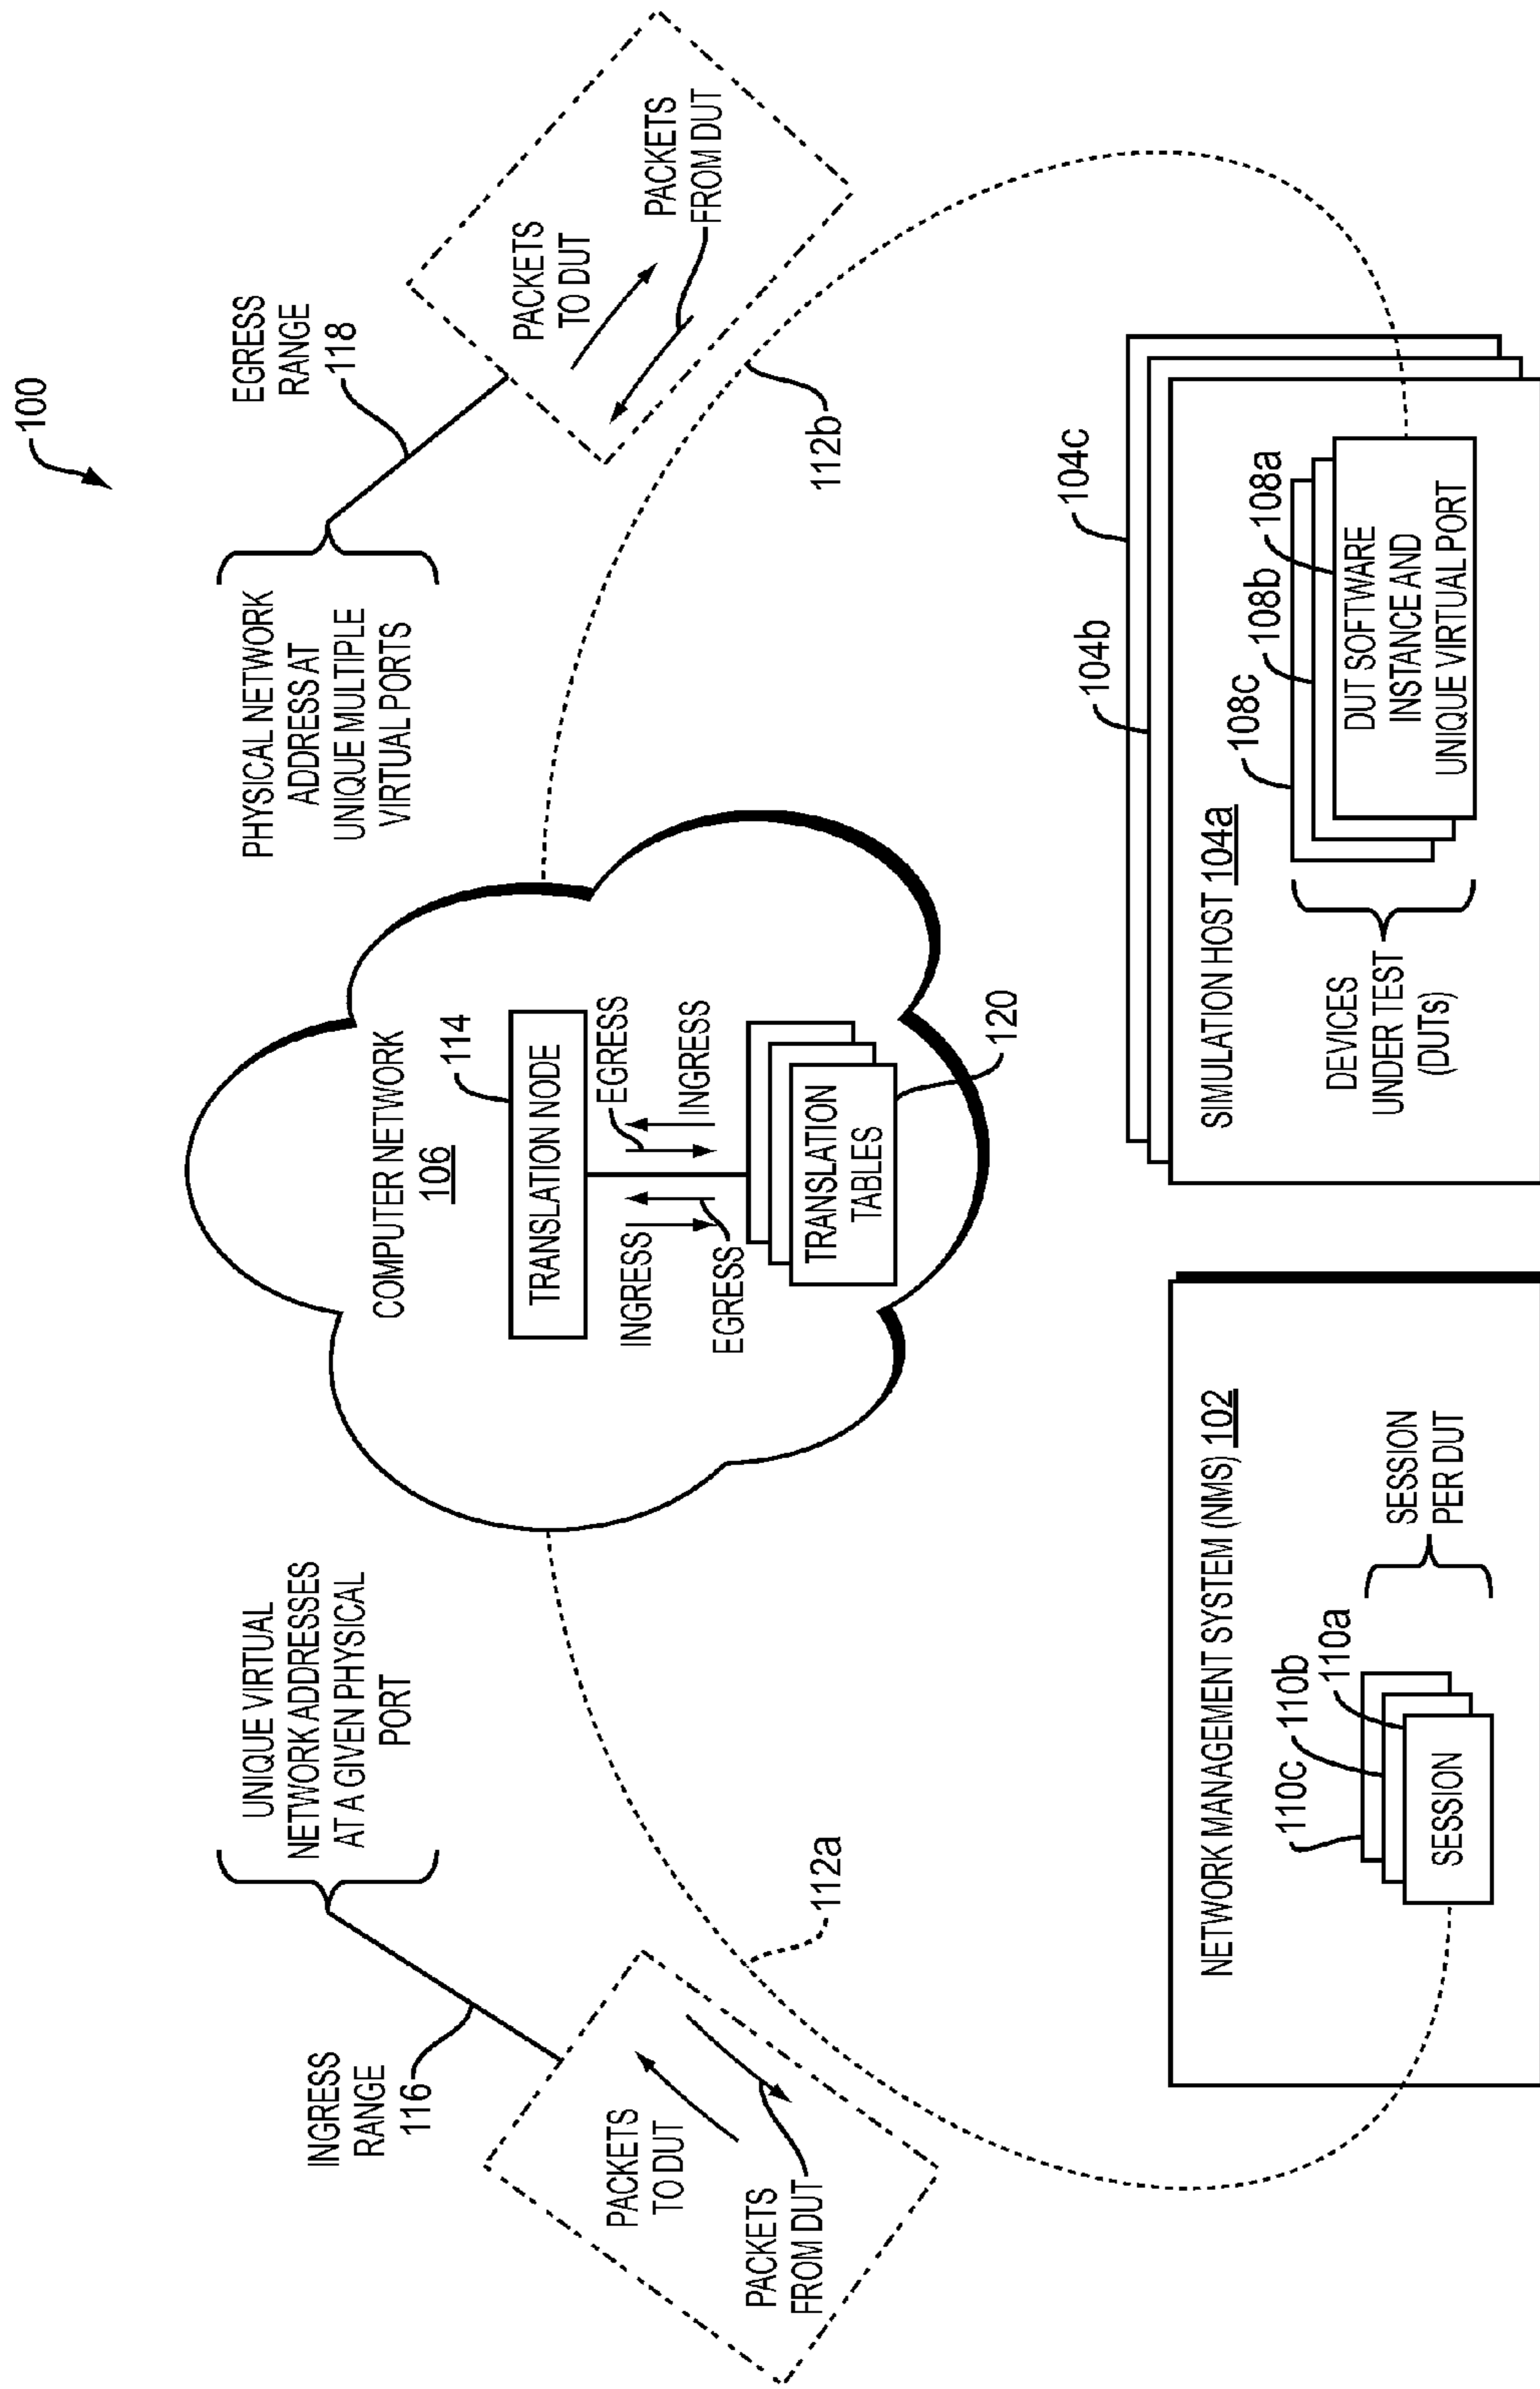 100
UNIQUE VIRTUAL
NETWORK ADDRESSES
AT A GIVEN PHYSICAL
PORT
INGRESS
RANGE
116
PHYSICAL NETWORK
ADDRESS AT
UNIQUE MULTIPLE
VIRTUAL PORTS
EGRESS
RANGE
118
PACKETS
TO DUT
PACKETS
FROM DUT
112a
COMPUTER NETWORK
106
TRANSLATION NODE
114
INGRESS
EGRESS
EGRESS
INGRESS
TRANSLATION
TABLES
120
PACKETS
TO DUT
PACKETS
FROM DUT
112b
NETWORK MANAGEMENT SYSTEM (NMS) 102
110c
110b
110a
SESSION
SESSION
PER DUT
104b
104c
SIMULATION HOST 104a
108c
108b
108a
DEVICES
UNDER TEST
(DUTs)
DUT SOFTWARE
INSTANCE AND
UNIQUE VIRTUAL PORT